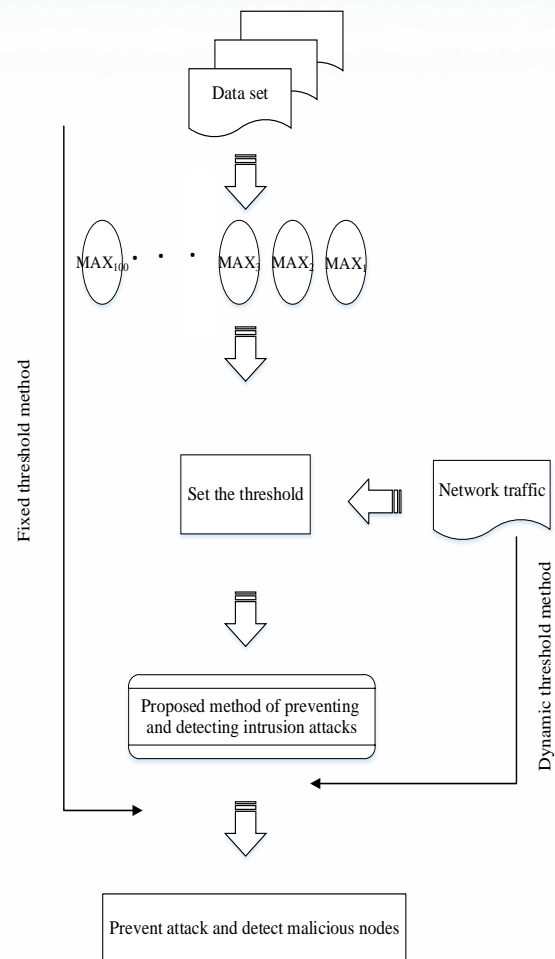 Data set
MAX₁₀₀ . . . MAX₃ MAX₂ MAX₁
Fixed threshold method
Set the threshold
Network traffic
Dynamic threshold method
Proposed method of preventing
and detecting intrusion attacks
Prevent attack and detect malicious nodes